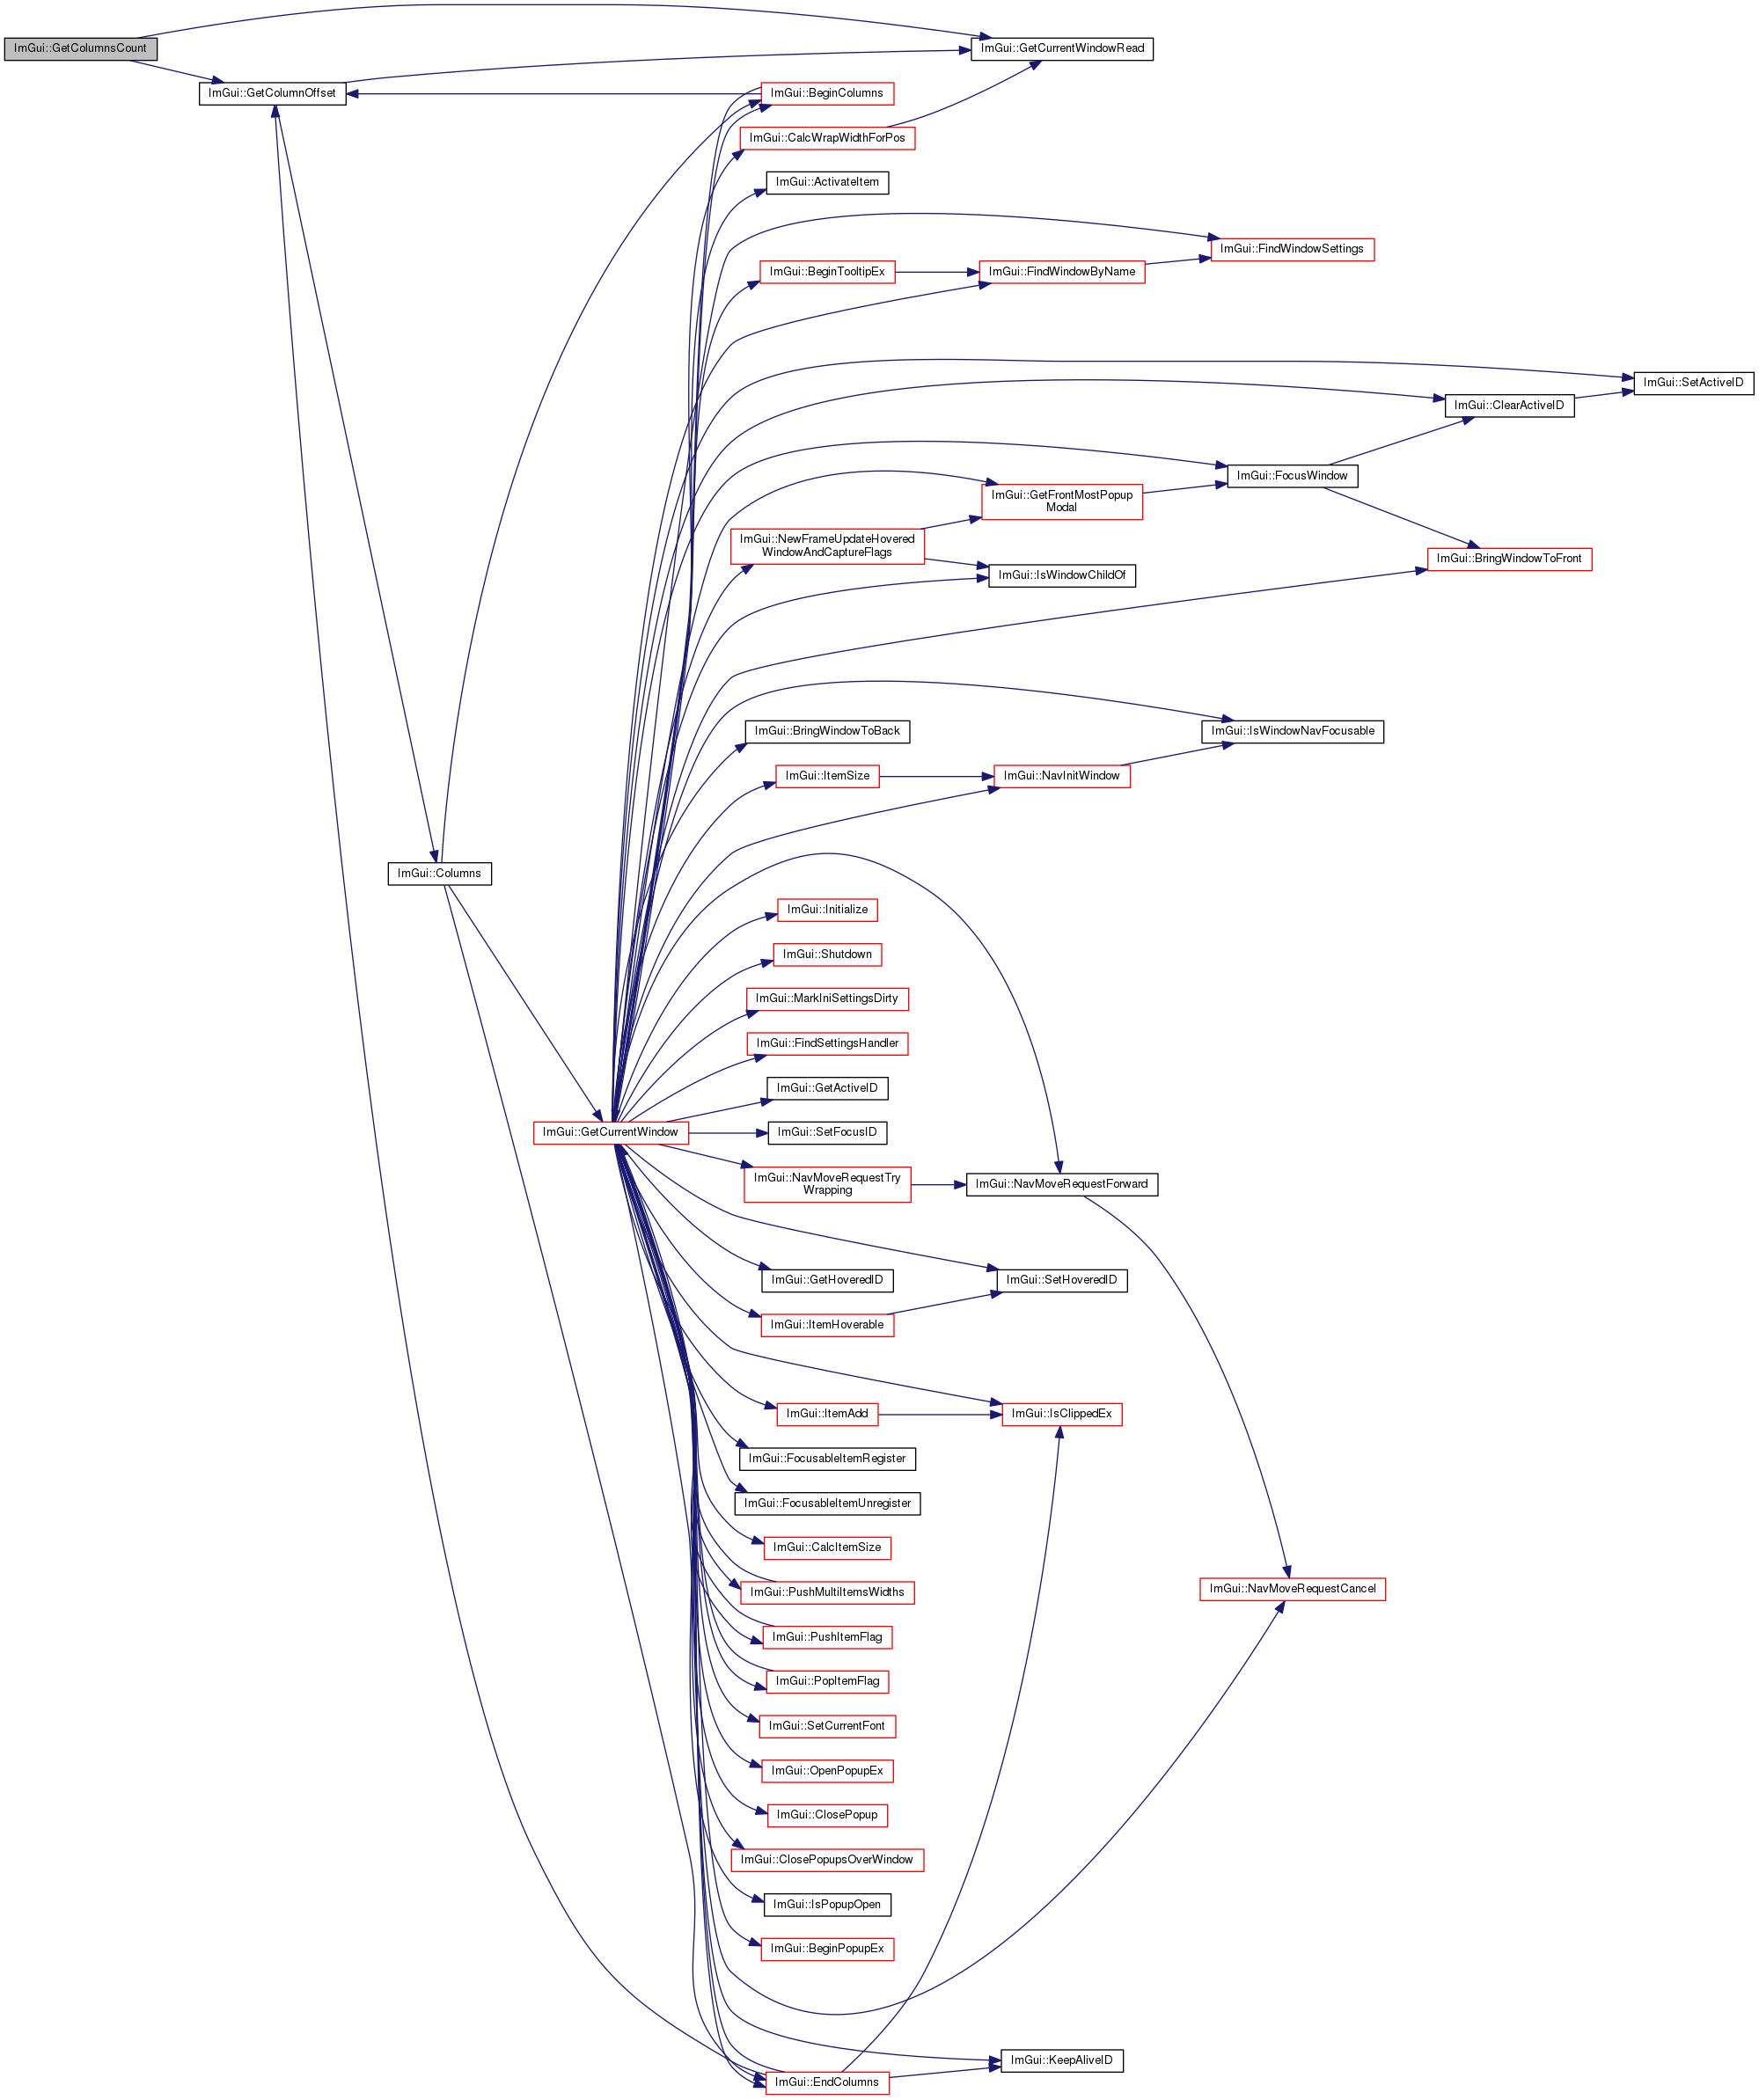 ImGui::GetColumnsCount
ImGui::GetCurrentWindowRead
ImGui::GetColumnOffset
ImGui::BeginColumns
ImGui::CalcWrapWidthForPos
ImGui::ActivateItem
ImGui::FindWindowSettings
ImGui::BeginTooltipEx
ImGui::FindWindowByName
ImGui::SetActiveID
ImGui::ClearActiveID
ImGui::FocusWindow
ImGui::GetFrontMostPopup
Modal
ImGui::NewFrameUpdateHovered
WindowAndCaptureFlags
ImGui::BringWindowToFront
ImGui::IsWindowChildOf
ImGui::BringWindowToBack
ImGui::IsWindowNavFocusable
ImGui::ItemSize
ImGui::NavInitWindow
ImGui::Columns
ImGui::Initialize
ImGui::Shutdown
ImGui::MarkIniSettingsDirty
ImGui::FindSettingsHandler
ImGui::GetActiveID
ImGui::GetCurrentWindow
ImGui::SetFocusID
ImGui::NavMoveRequestTry
Wrapping
ImGui::NavMoveRequestForward
ImGui::GetHoveredID
ImGui::SetHoveredID
ImGui::ItemHoverable
ImGui::ItemAdd
ImGui::IsClippedEx
ImGui::FocusableItemRegister
ImGui::FocusableItemUnregister
ImGui::CalcItemSize
ImGui::PushMultiItemsWidths
ImGui::NavMoveRequestCancel
ImGui::PushItemFlag
ImGui::PopItemFlag
ImGui::SetCurrentFont
ImGui::OpenPopupEx
ImGui::ClosePopup
ImGui::ClosePopupsOverWindow
ImGui::IsPopupOpen
ImGui::BeginPopupEx
ImGui::KeepAliveID
ImGui::EndColumns